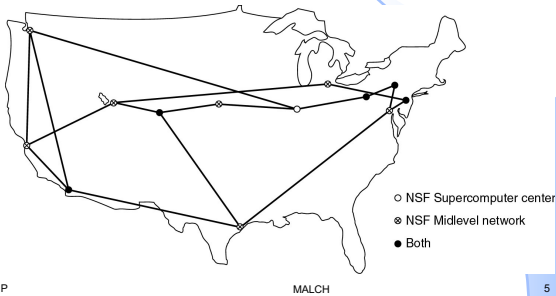 NSF Supercomputer center
NSF Midlevel network
Both
P
MALCH
5